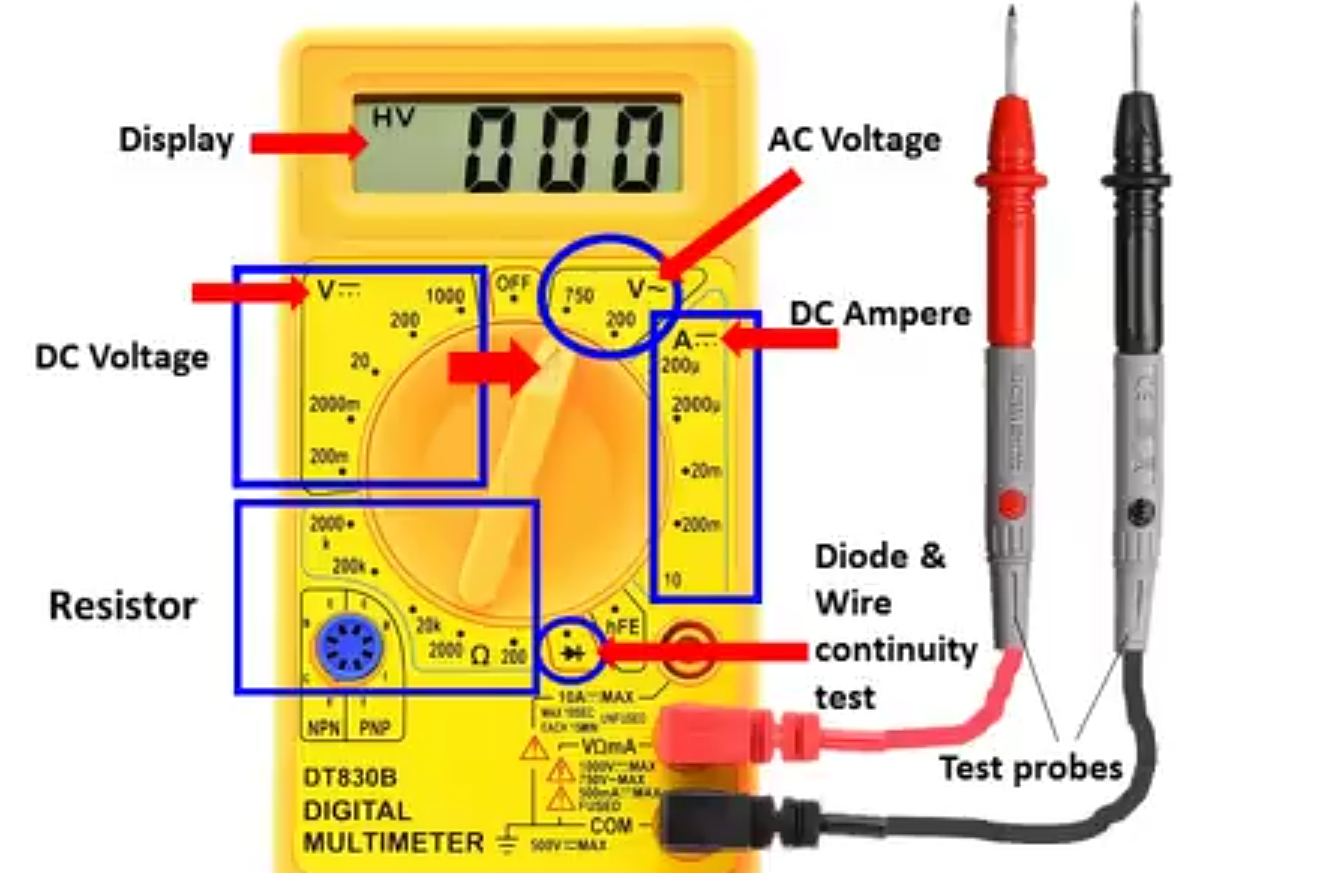 HV 000
Display
AC Voltage
V⎓
1000
OFF
750
V~
200
200
DC Ampere
A⎓
DC Voltage
20
200µ
2000m
2000µ
200m
20m
2000
k
200m
200k
Diode &
Wire
continuity
test
10
Resistor
20k
2000 Ω 200
hFE
10A⎓MAX
MAX 10SEC UNFUSED
EACH 15MIN
NPN PNP
VΩmA
1000V⎓MAX
750V~MAX
500mA⎓MAX
FUSED
Test probes
DT830B
DIGITAL
MULTIMETER
COM
500V⎓MAX